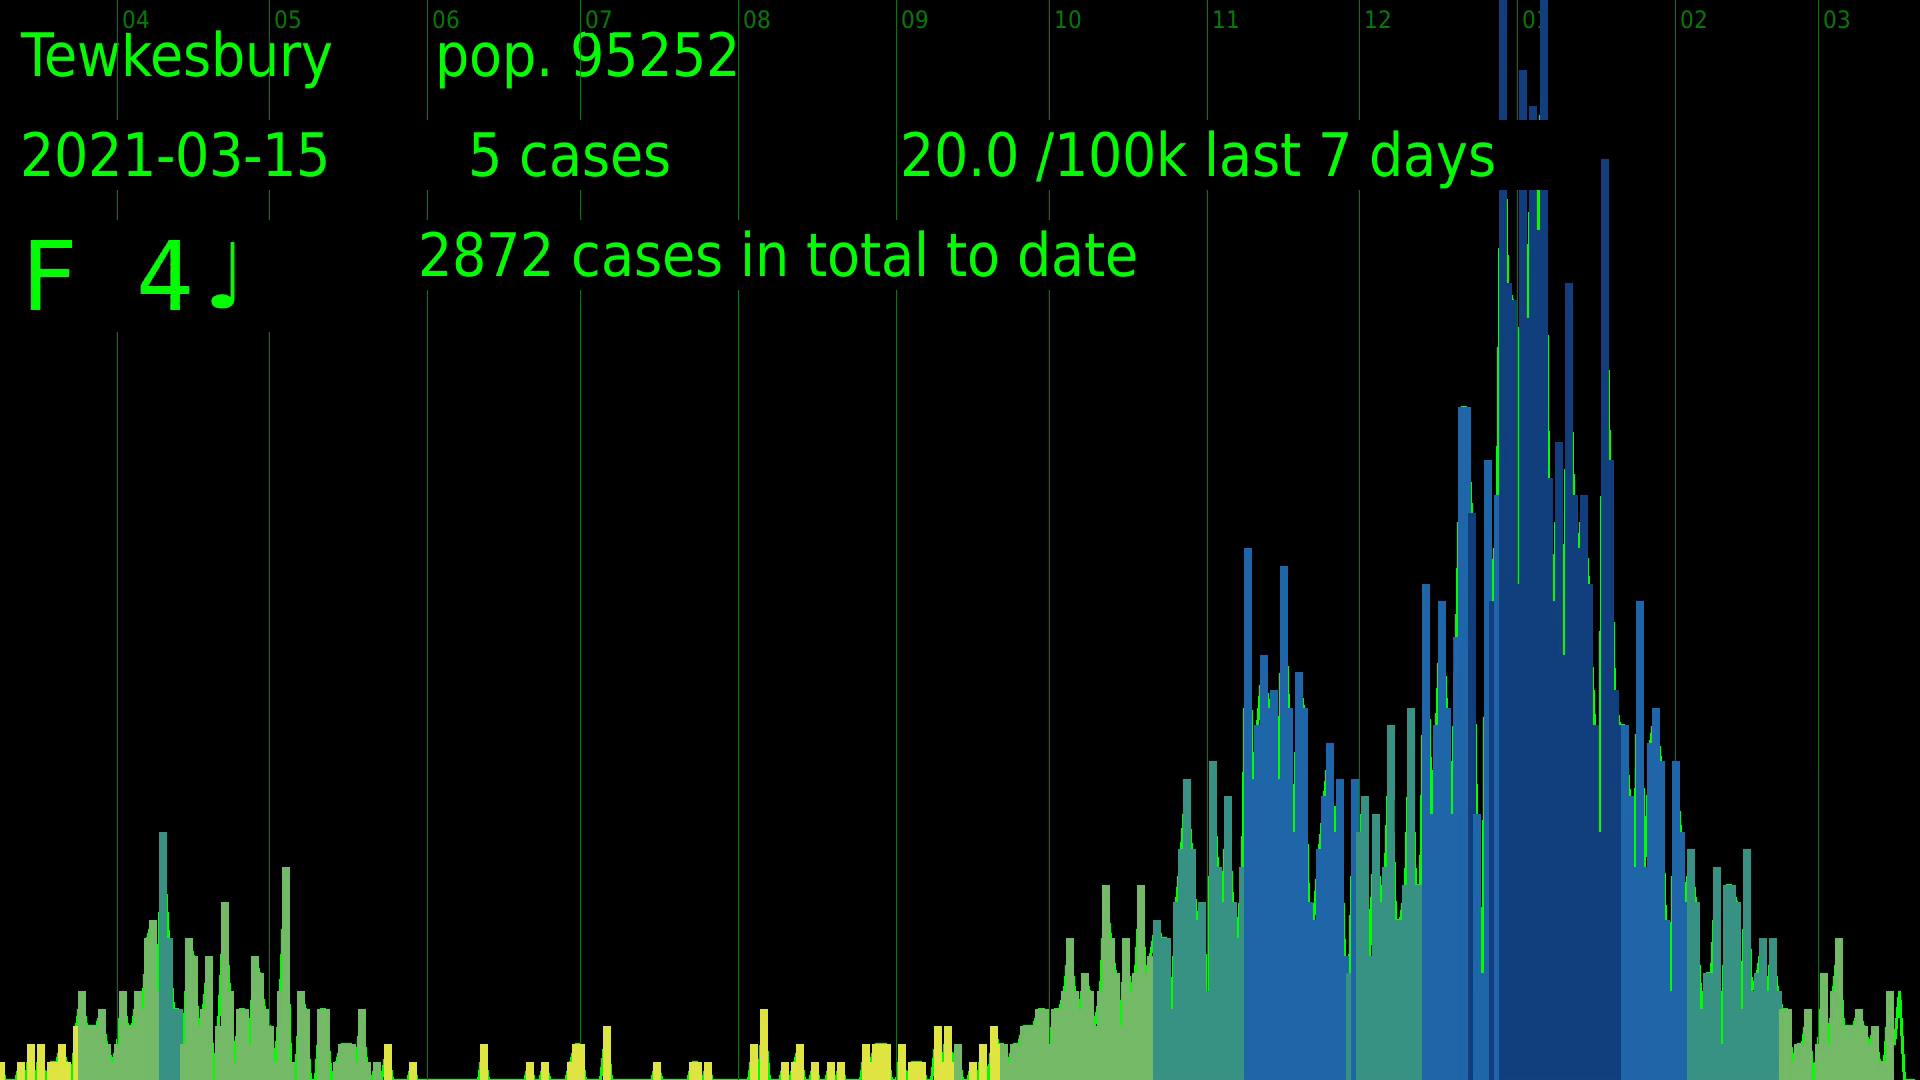 04 05 06 07 08 09 10 11 12 01 02 03
Tewkesbury pop. 95252
2021-03-15 5 cases 20.0 /100k last 7 days
F 4♩ 2872 cases in total to date